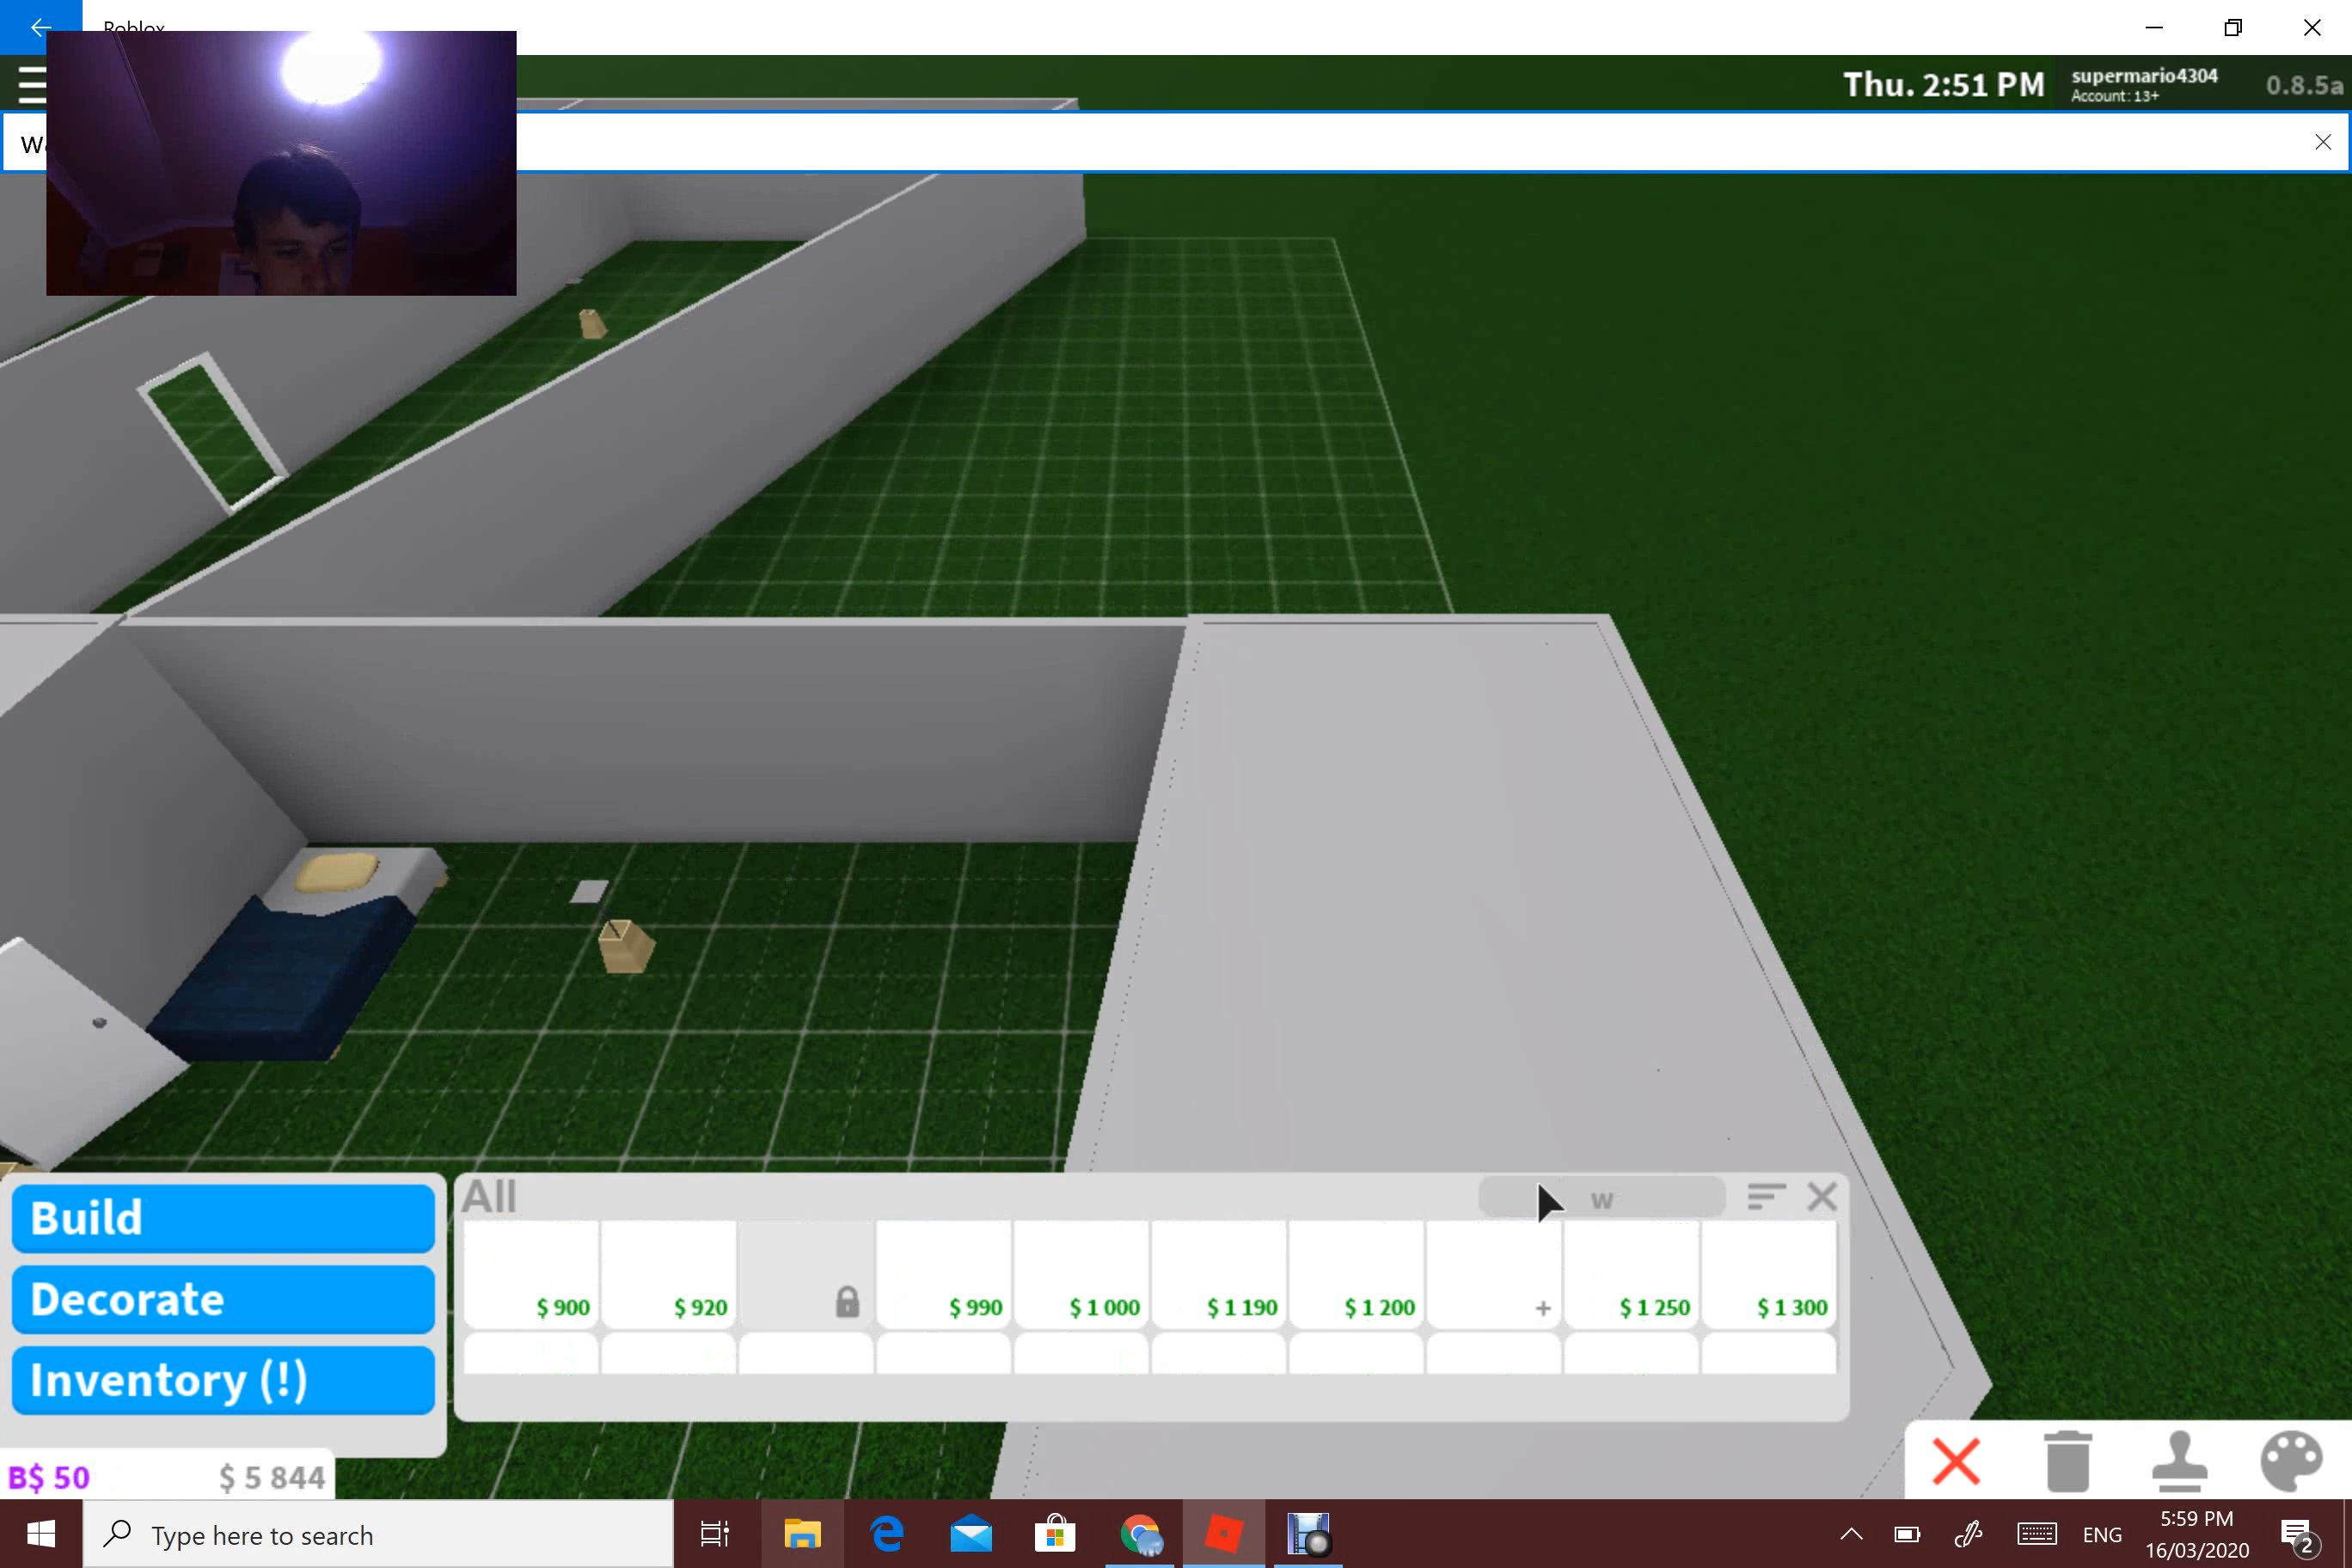 Roblox
Thu. 2:51 PM
supermario4304
Account: 13+
0.8.5a
All
w
Build
Decorate
Inventory (!)
$ 900
$ 920
$ 990
$ 1 000
$ 1 190
$ 1 200
+
$ 1 250
$ 1 300
B$ 50
$ 5 844
Type here to search
ENG
5:59 PM
16/03/2020
2